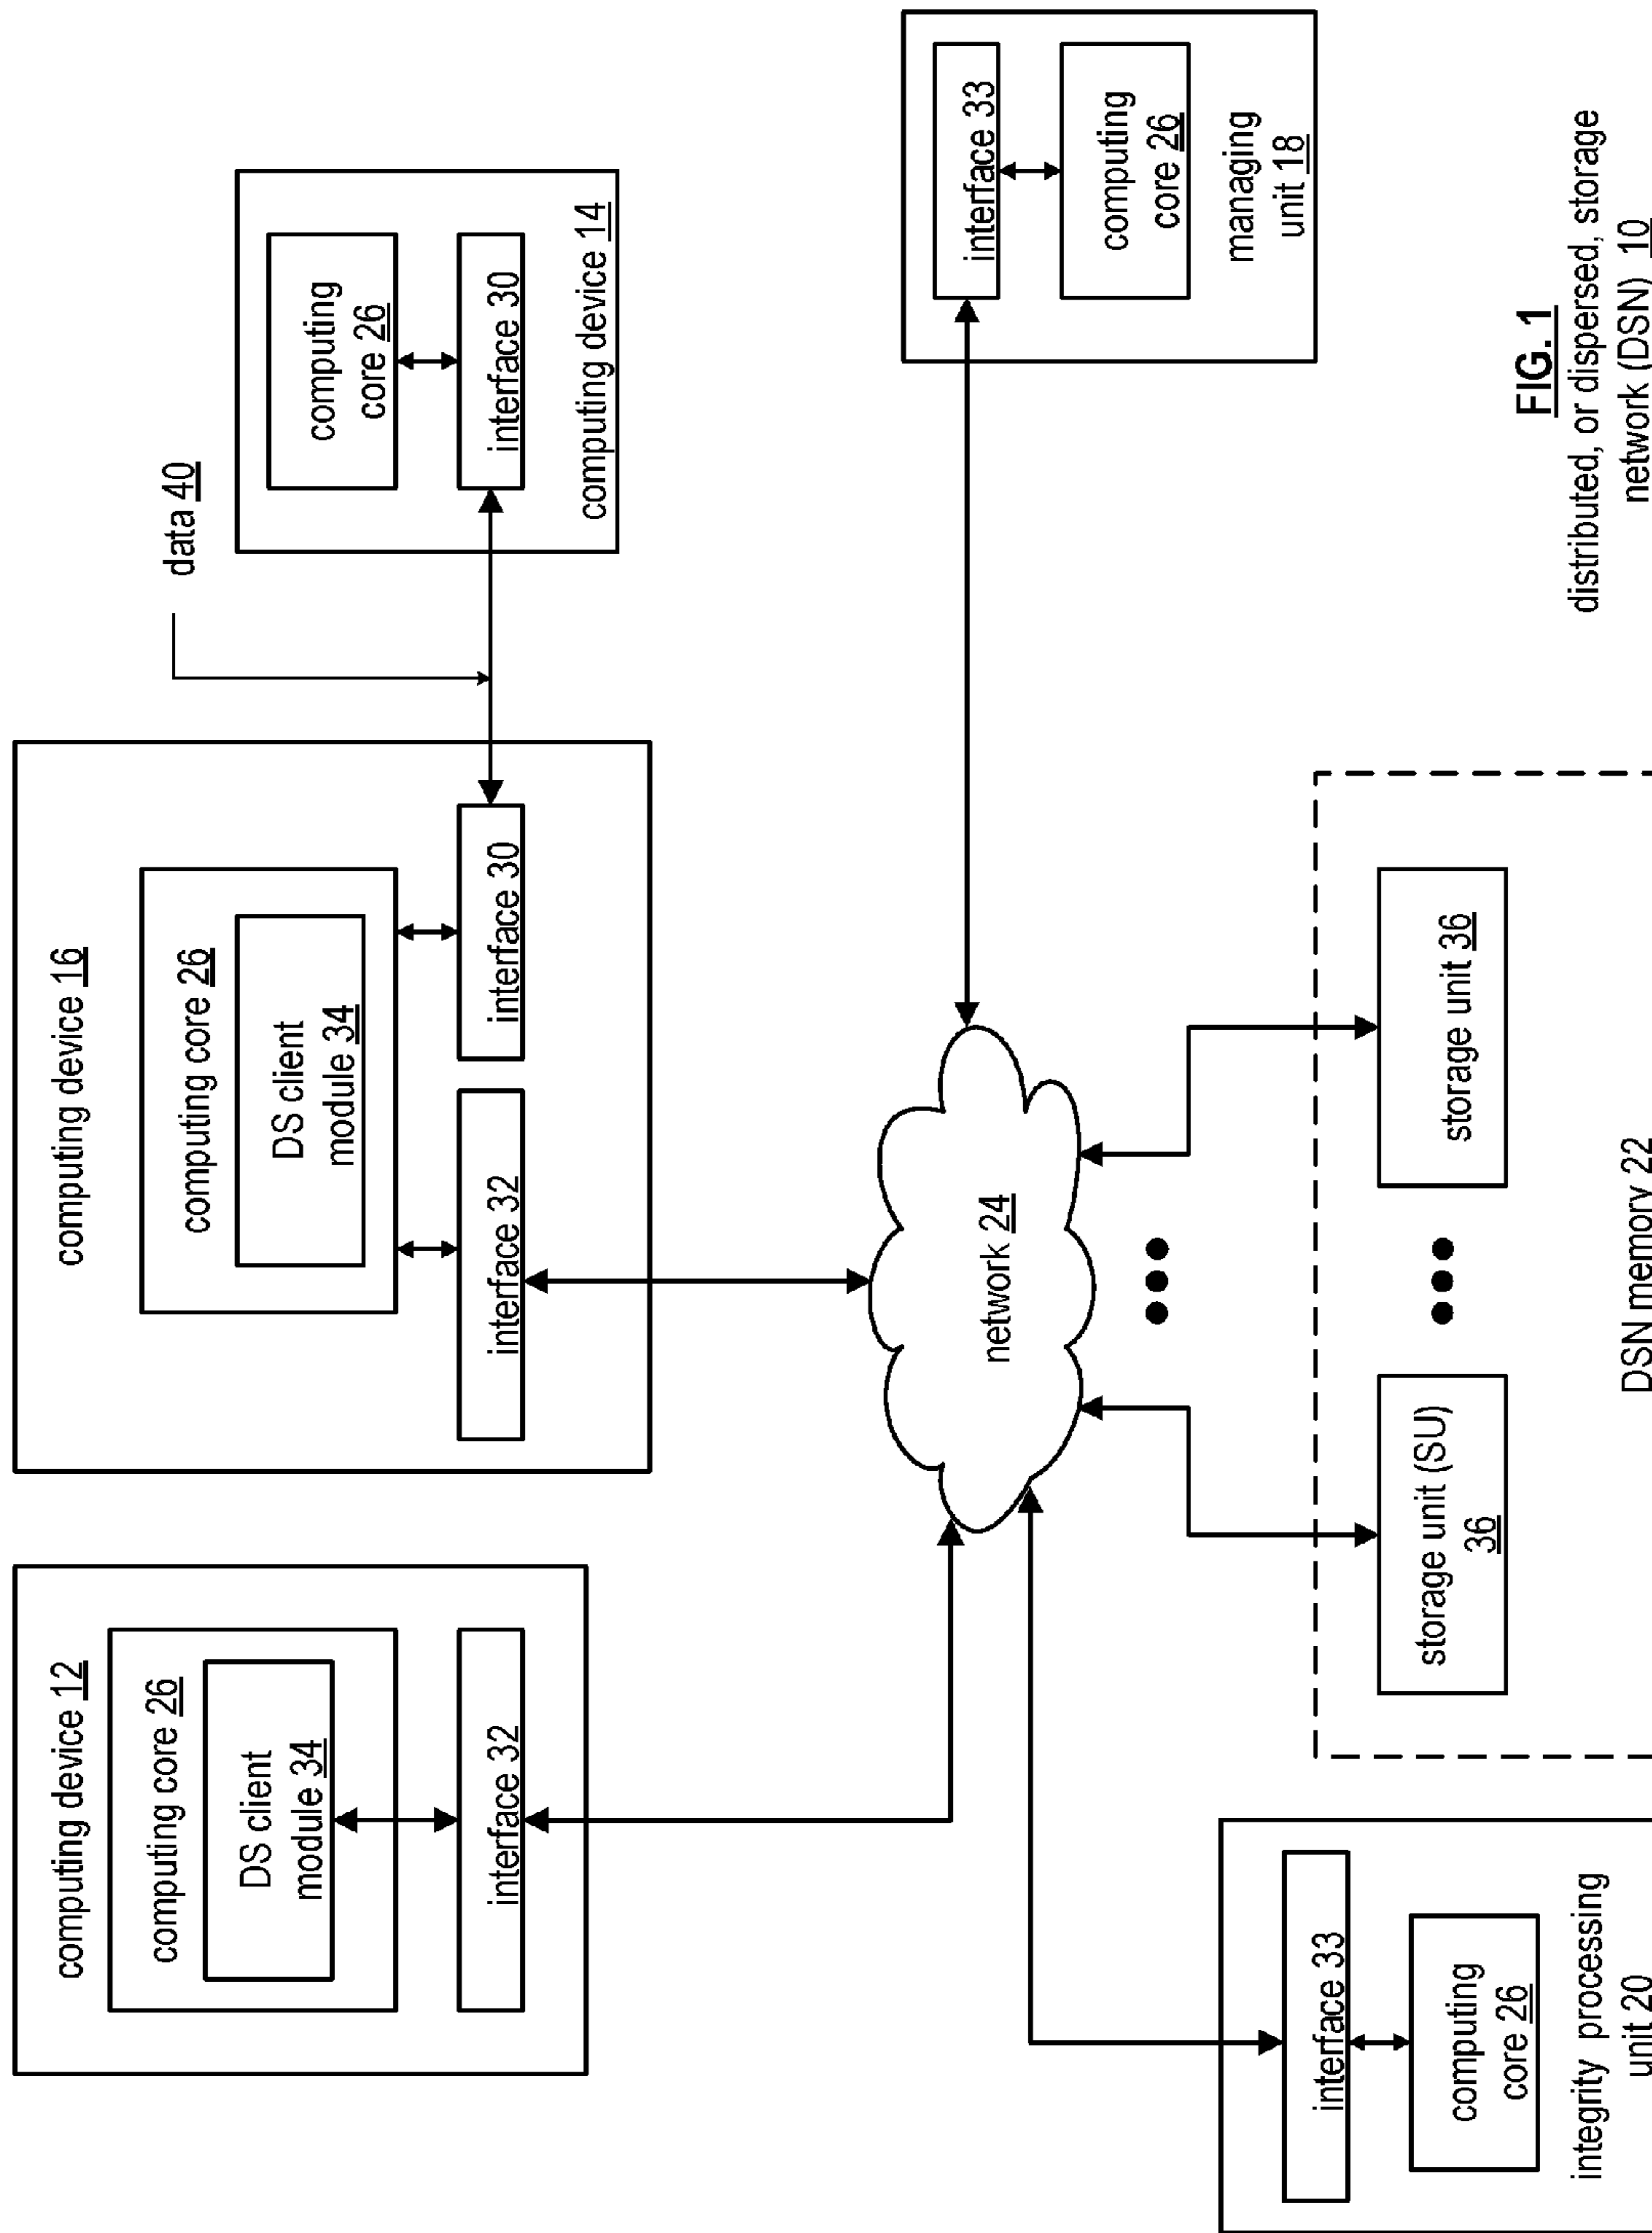 computing device 12
computing core 26
DS client
module 34
interface 32
computing device 16
computing core 26
DS client
module 34
interface 32
interface 30
data 40
computing
core 26
interface 30
computing device 14
network 24
interface 33
computing
core 26
managing
unit 18
interface 33
computing
core 26
integrity processing
unit 20
storage unit (SU)
36
storage unit 36
DSN memory 22
FIG. 1
distributed, or dispersed, storage
network (DSN) 10